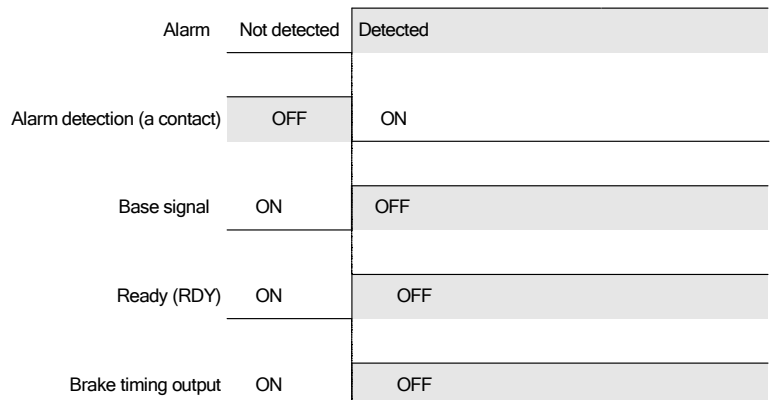 Alarm Not detected Detected
Alarm detection (a contact) OFF ON
Base signal ON OFF
Ready (RDY) ON OFF
Brake timing output ON OFF